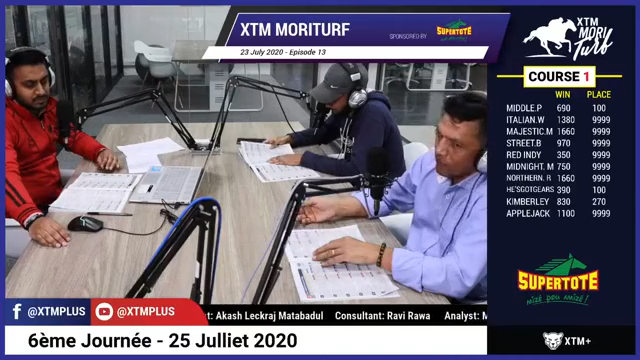 XTM MORITURF
SPONSORED BY
SUPERTOTE
23 July 2020 - Episode 13
XTM
MORI
Turf
COURSE 1
WIN PLACE
MIDDLE.P 690 100
ITALIAN.W 1380 9999
MAJESTIC.M 1660 9999
STREET.B 970 9999
RED INDY 350 9999
MIDNIGHT. M 750 9999
NORTHERN. R 1660 9999
HE'SGOTGEARS 390 100
KIMBERLEY 830 270
APPLEJACK 1100 9999
SUPERTOTE
mizé pou amizé!
@XTMPLUS @XTMPLUS
t: Akash Leckraj Matabadul Consultant: Ravi Rawa Analyst: M
6ème Journée - 25 Julliet 2020
XTM+